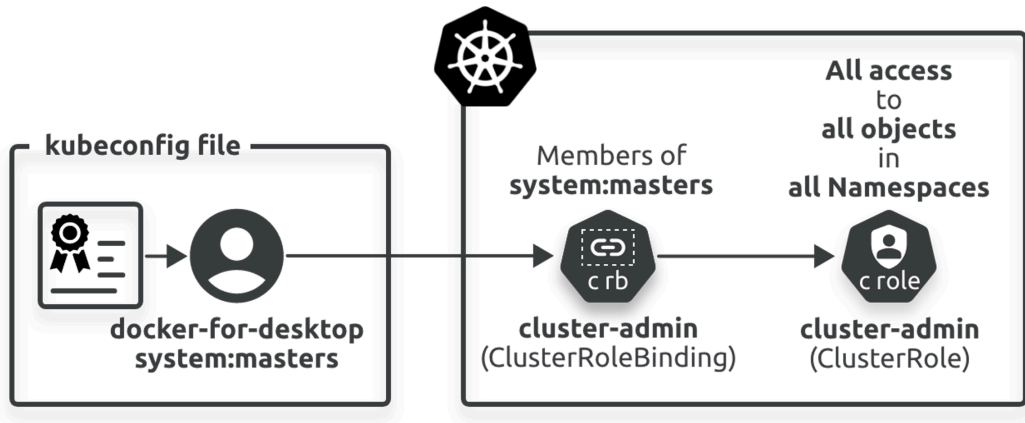 kubeconfig file
docker-for-desktop
system:masters
Members of
system:masters
c rb
cluster-admin
(ClusterRoleBinding)
All access
to
all objects
in
all Namespaces
c role
cluster-admin
(ClusterRole)